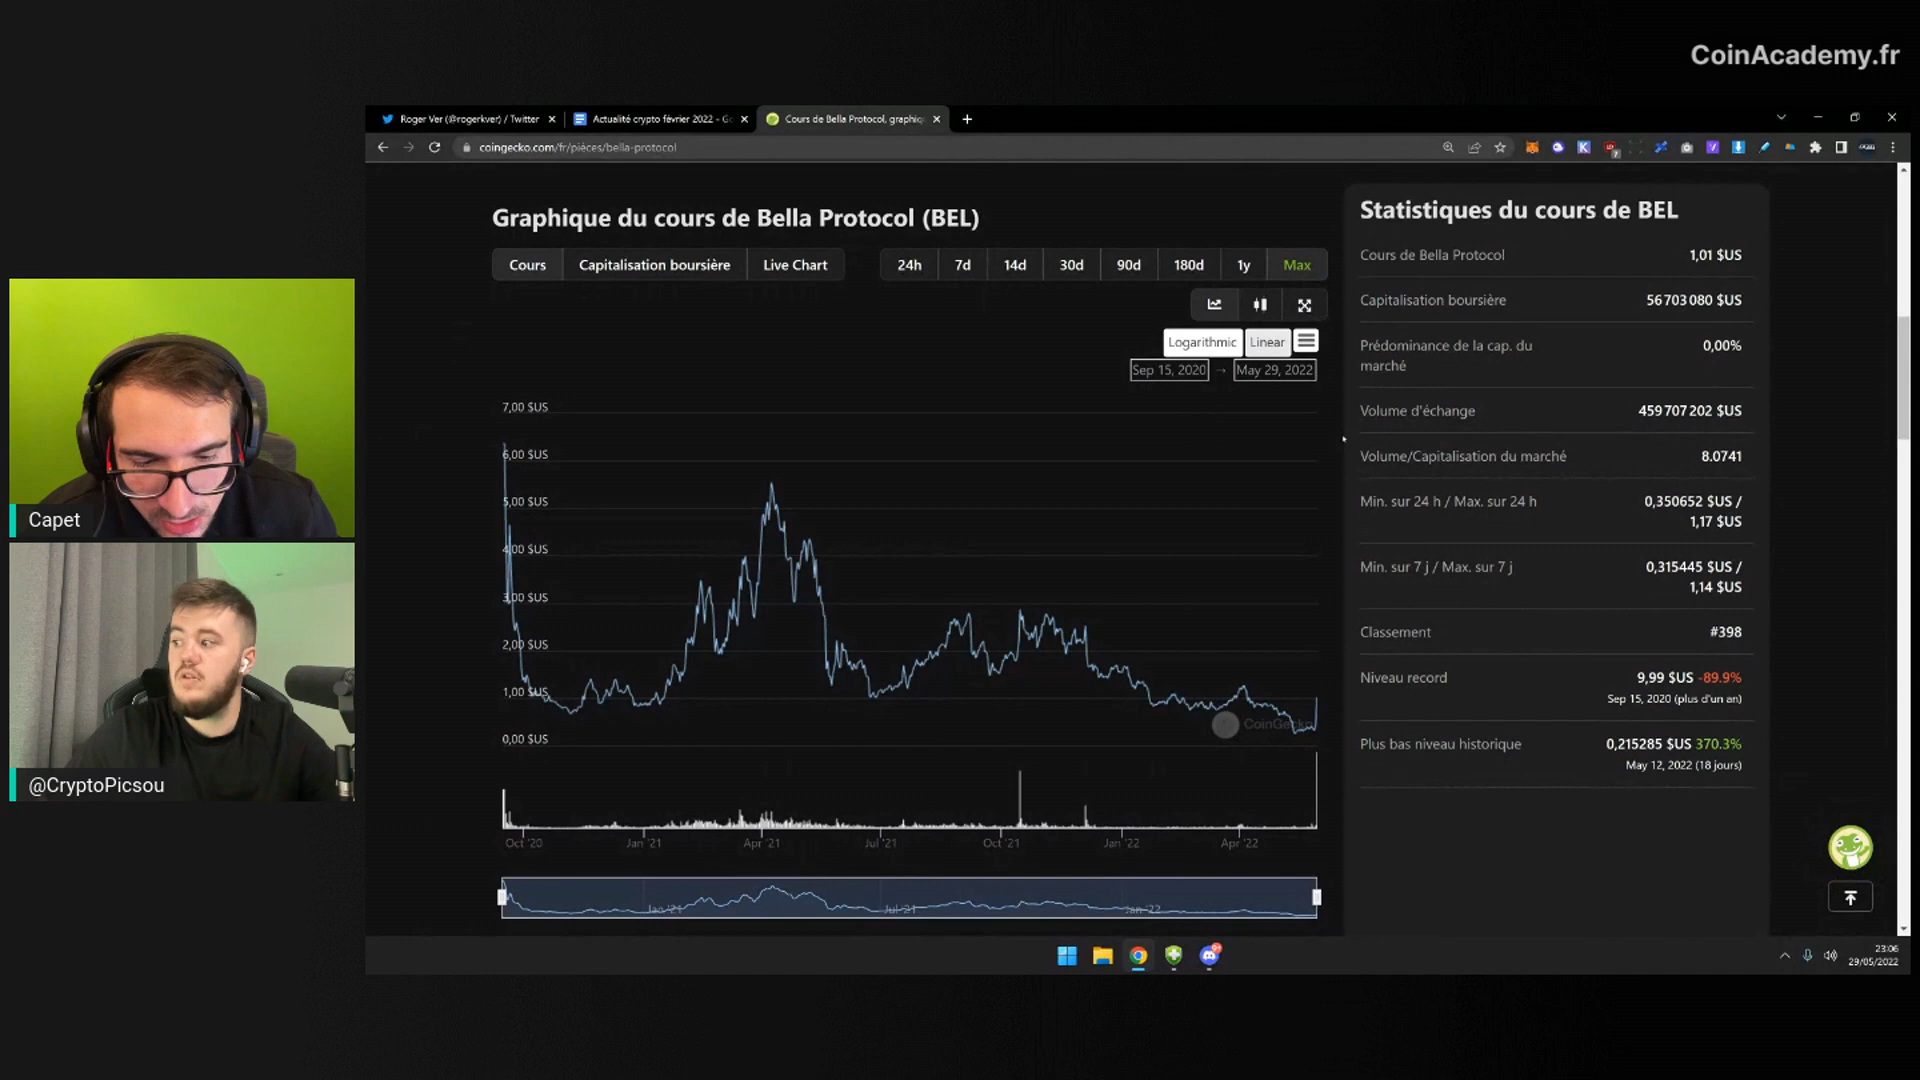 CoinAcademy.fr
Roger Ver (@rogerkver) / Twitter
Actualité crypto février 2022 - Go
Cours de Bella Protocol, graphiq
coingecko.com/fr/pièces/bella-protocol
Graphique du cours de Bella Protocol (BEL)
Cours Capitalisation boursière Live Chart 24h 7d 14d 30d 90d 180d 1y Max
Logarithmic Linear
Sep 15, 2020 → May 29, 2022
7,00 $US
6,00 $US
5,00 $US
4,00 $US
3,00 $US
2,00 $US
1,00 $US
0,00 $US
CoinGecko
Oct '20 Jan '21 Apr '21 Jul '21 Oct '21 Jan '22 Apr '22
Jan '21 Jul '21 Jan '22
Statistiques du cours de BEL
Cours de Bella Protocol 1,01 $US
Capitalisation boursière 56 703 080 $US
Prédominance de la cap. du 0,00%
marché
Volume d'échange 459 707 202 $US
Volume/Capitalisation du marché 8.0741
Min. sur 24 h / Max. sur 24 h 0,350652 $US /
1,17 $US
Min. sur 7 j / Max. sur 7 j 0,315445 $US /
1,14 $US
Classement #398
Niveau record 9,99 $US -89.9%
Sep 15, 2020 (plus d'un an)
Plus bas niveau historique 0,215285 $US 370.3%
May 12, 2022 (18 jours)
Capet
@CryptoPicsou
23:06
29/05/2022